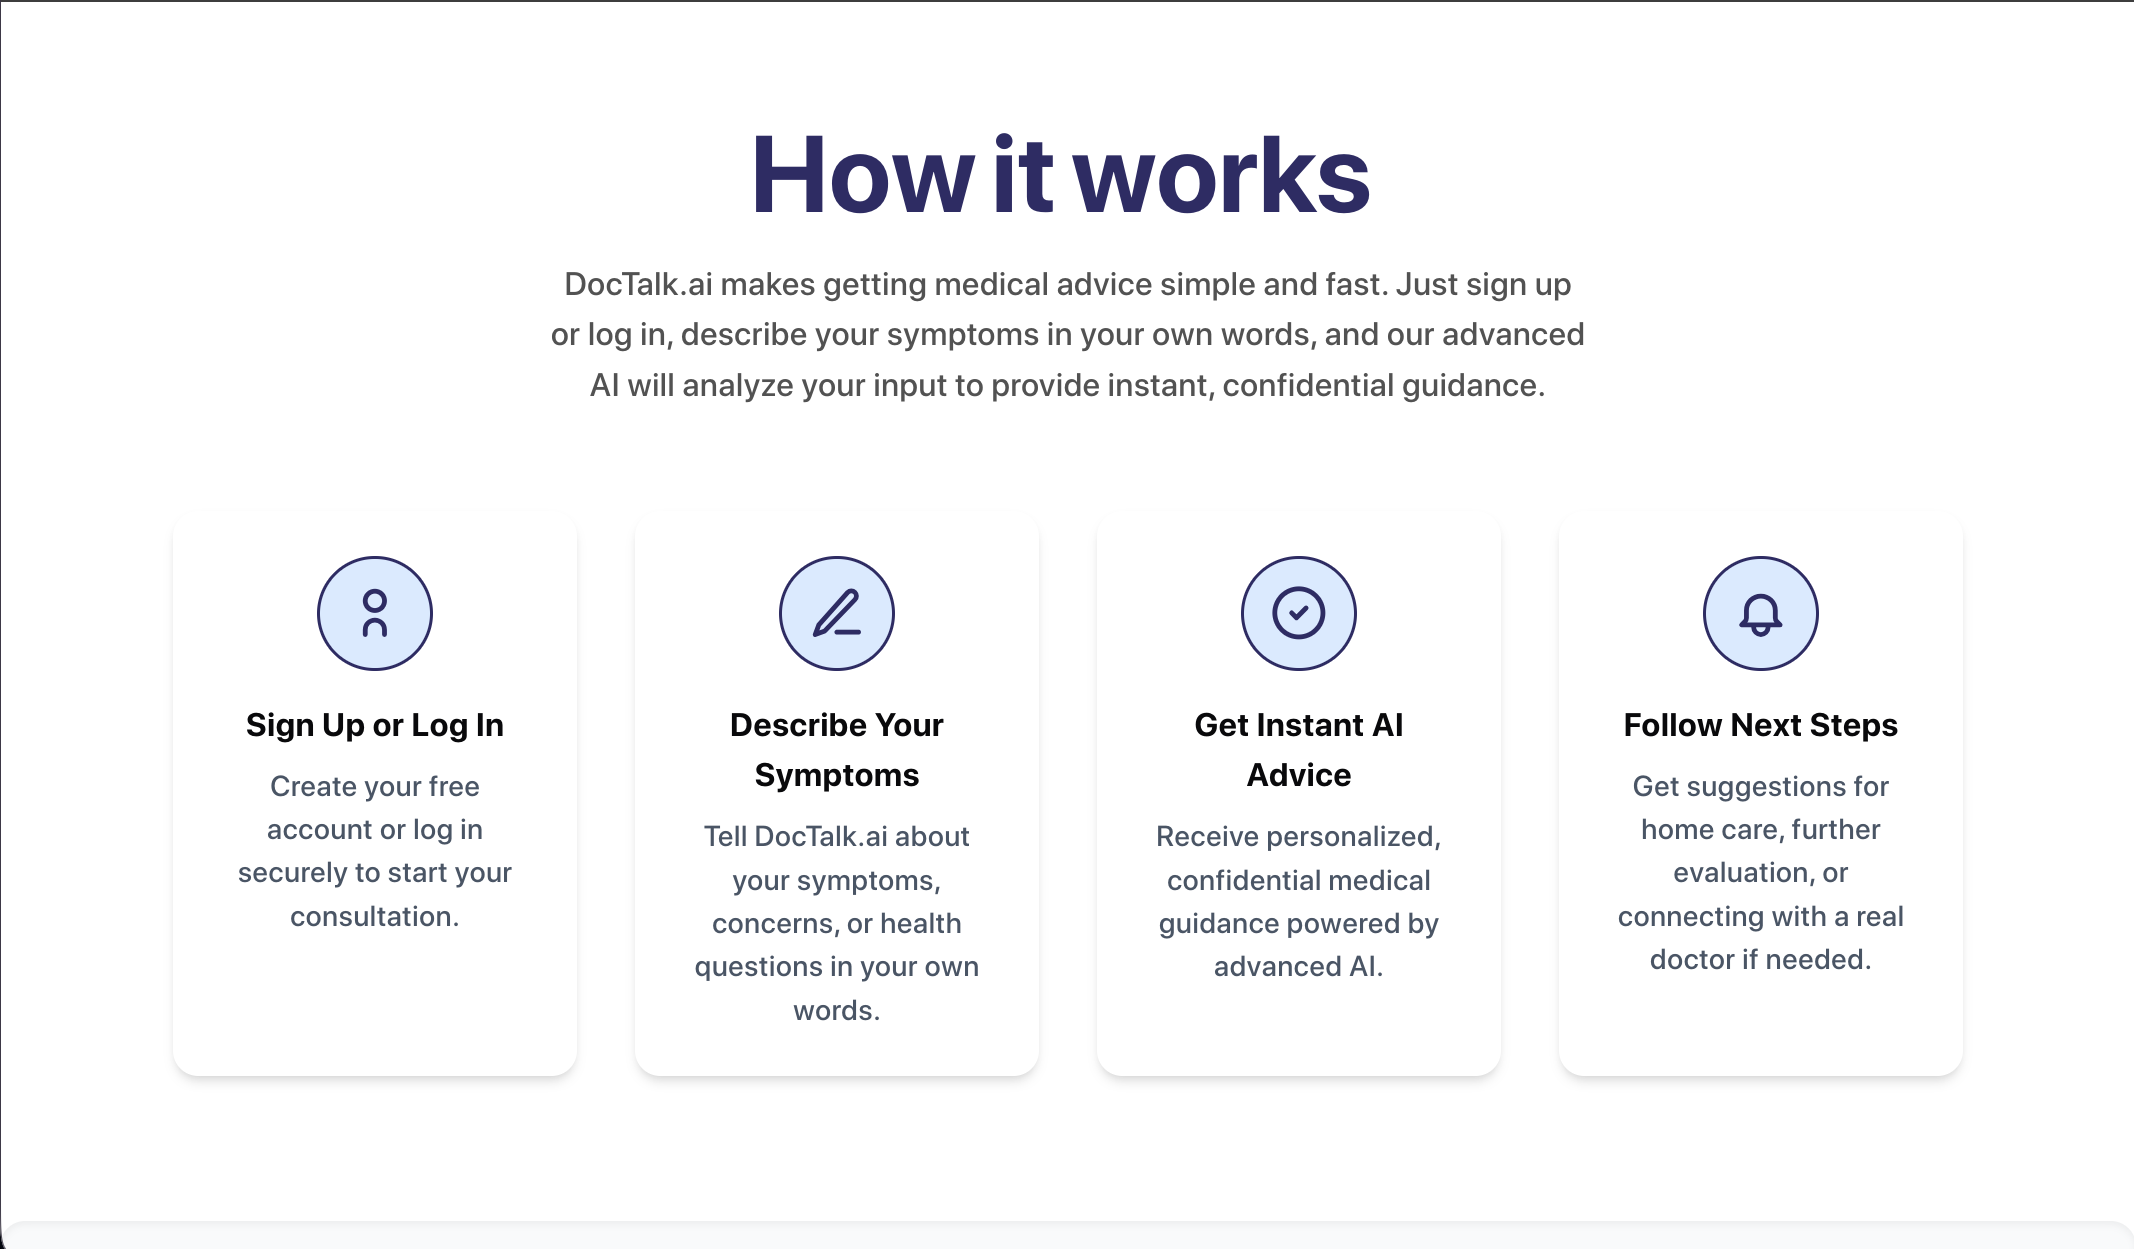 How it works
DocTalk.ai makes getting medical advice simple and fast. Just sign up
or log in, describe your symptoms in your own words, and our advanced
AI will analyze your input to provide instant, confidential guidance.
Sign Up or Log In
Create your free
account or log in
securely to start your
consultation.
Describe Your
Symptoms
Tell DocTalk.ai about
your symptoms,
concerns, or health
questions in your own
words.
Get Instant AI
Advice
Receive personalized,
confidential medical
guidance powered by
advanced AI.
Follow Next Steps
Get suggestions for
home care, further
evaluation, or
connecting with a real
doctor if needed.